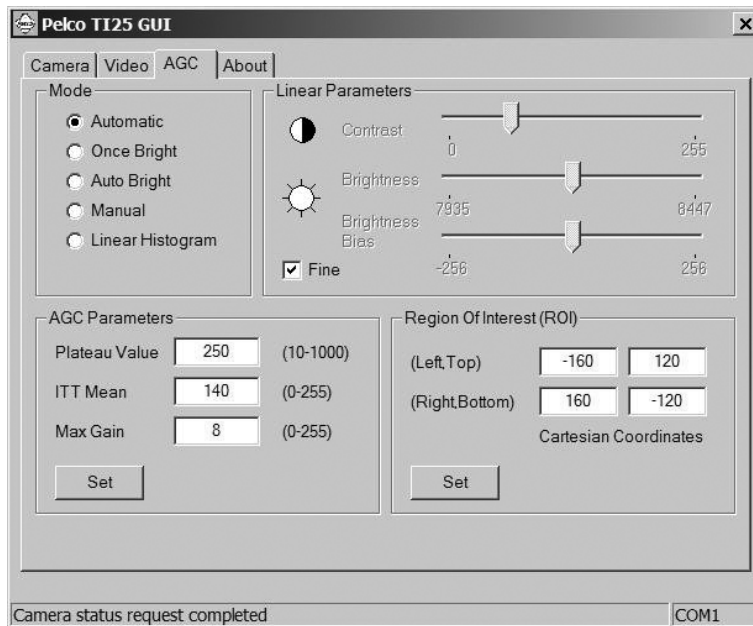 Pelco TI25 GUI
Camera Video AGC About
Mode
Automatic
Once Bright
Auto Bright
Manual
Linear Histogram
Linear Parameters
Contrast
0 255
Brightness
7935 8447
Brightness
Bias
-256 256
Fine
AGC Parameters
Plateau Value 250 (10-1000)
ITT Mean 140 (0-255)
Max Gain 8 (0-255)
Set
Region Of Interest (ROI)
(Left,Top) -160 120
(Right,Bottom) 160 -120
Cartesian Coordinates
Set
Camera status request completed COM1